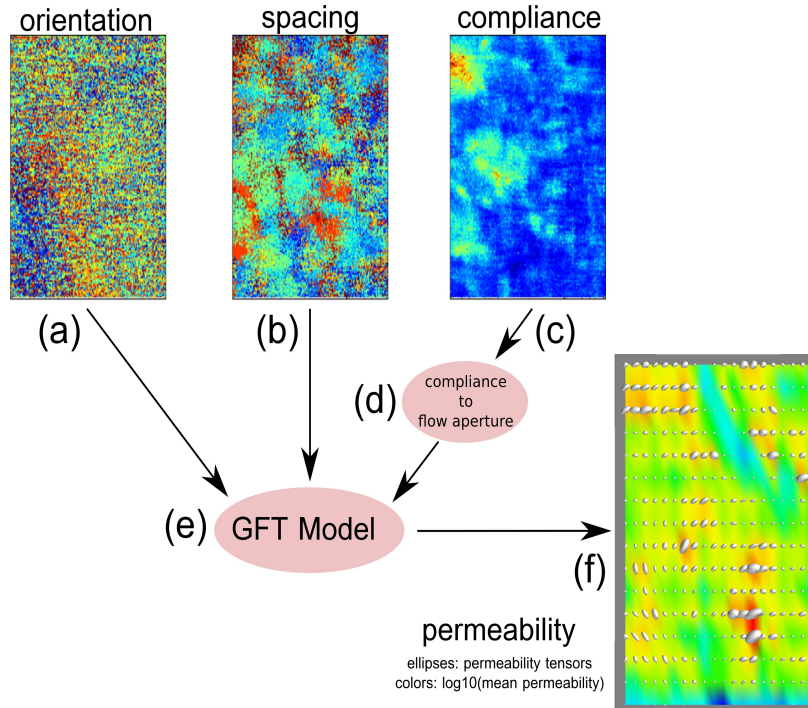 orientation
spacing
compliance
(a)
(b)
(c)
(d)
compliance
to
flow aperture
(e)
GFT Model
(f)
permeability
ellipses: permeability tensors
colors: log10(mean permeability)